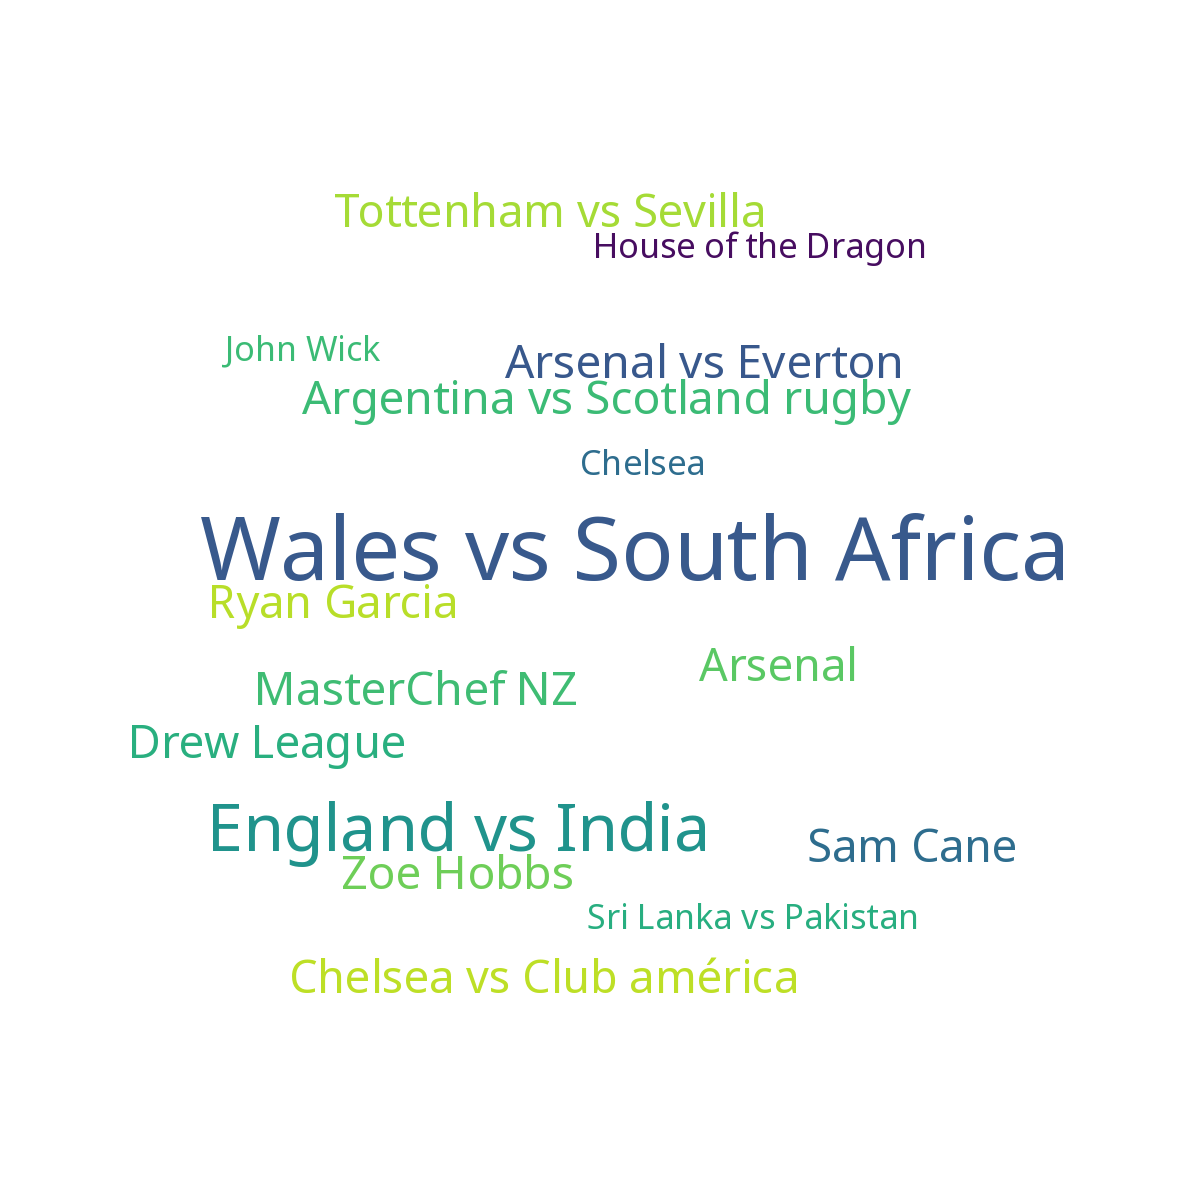 Tottenham vs Sevilla
House of the Dragon
John Wick
Arsenal vs Everton
Argentina vs Scotland rugby
Chelsea
Wales vs South Africa
Ryan Garcia
Arsenal
MasterChef NZ
Drew League
England vs India
Sam Cane
Zoe Hobbs
Sri Lanka vs Pakistan
Chelsea vs Club américa